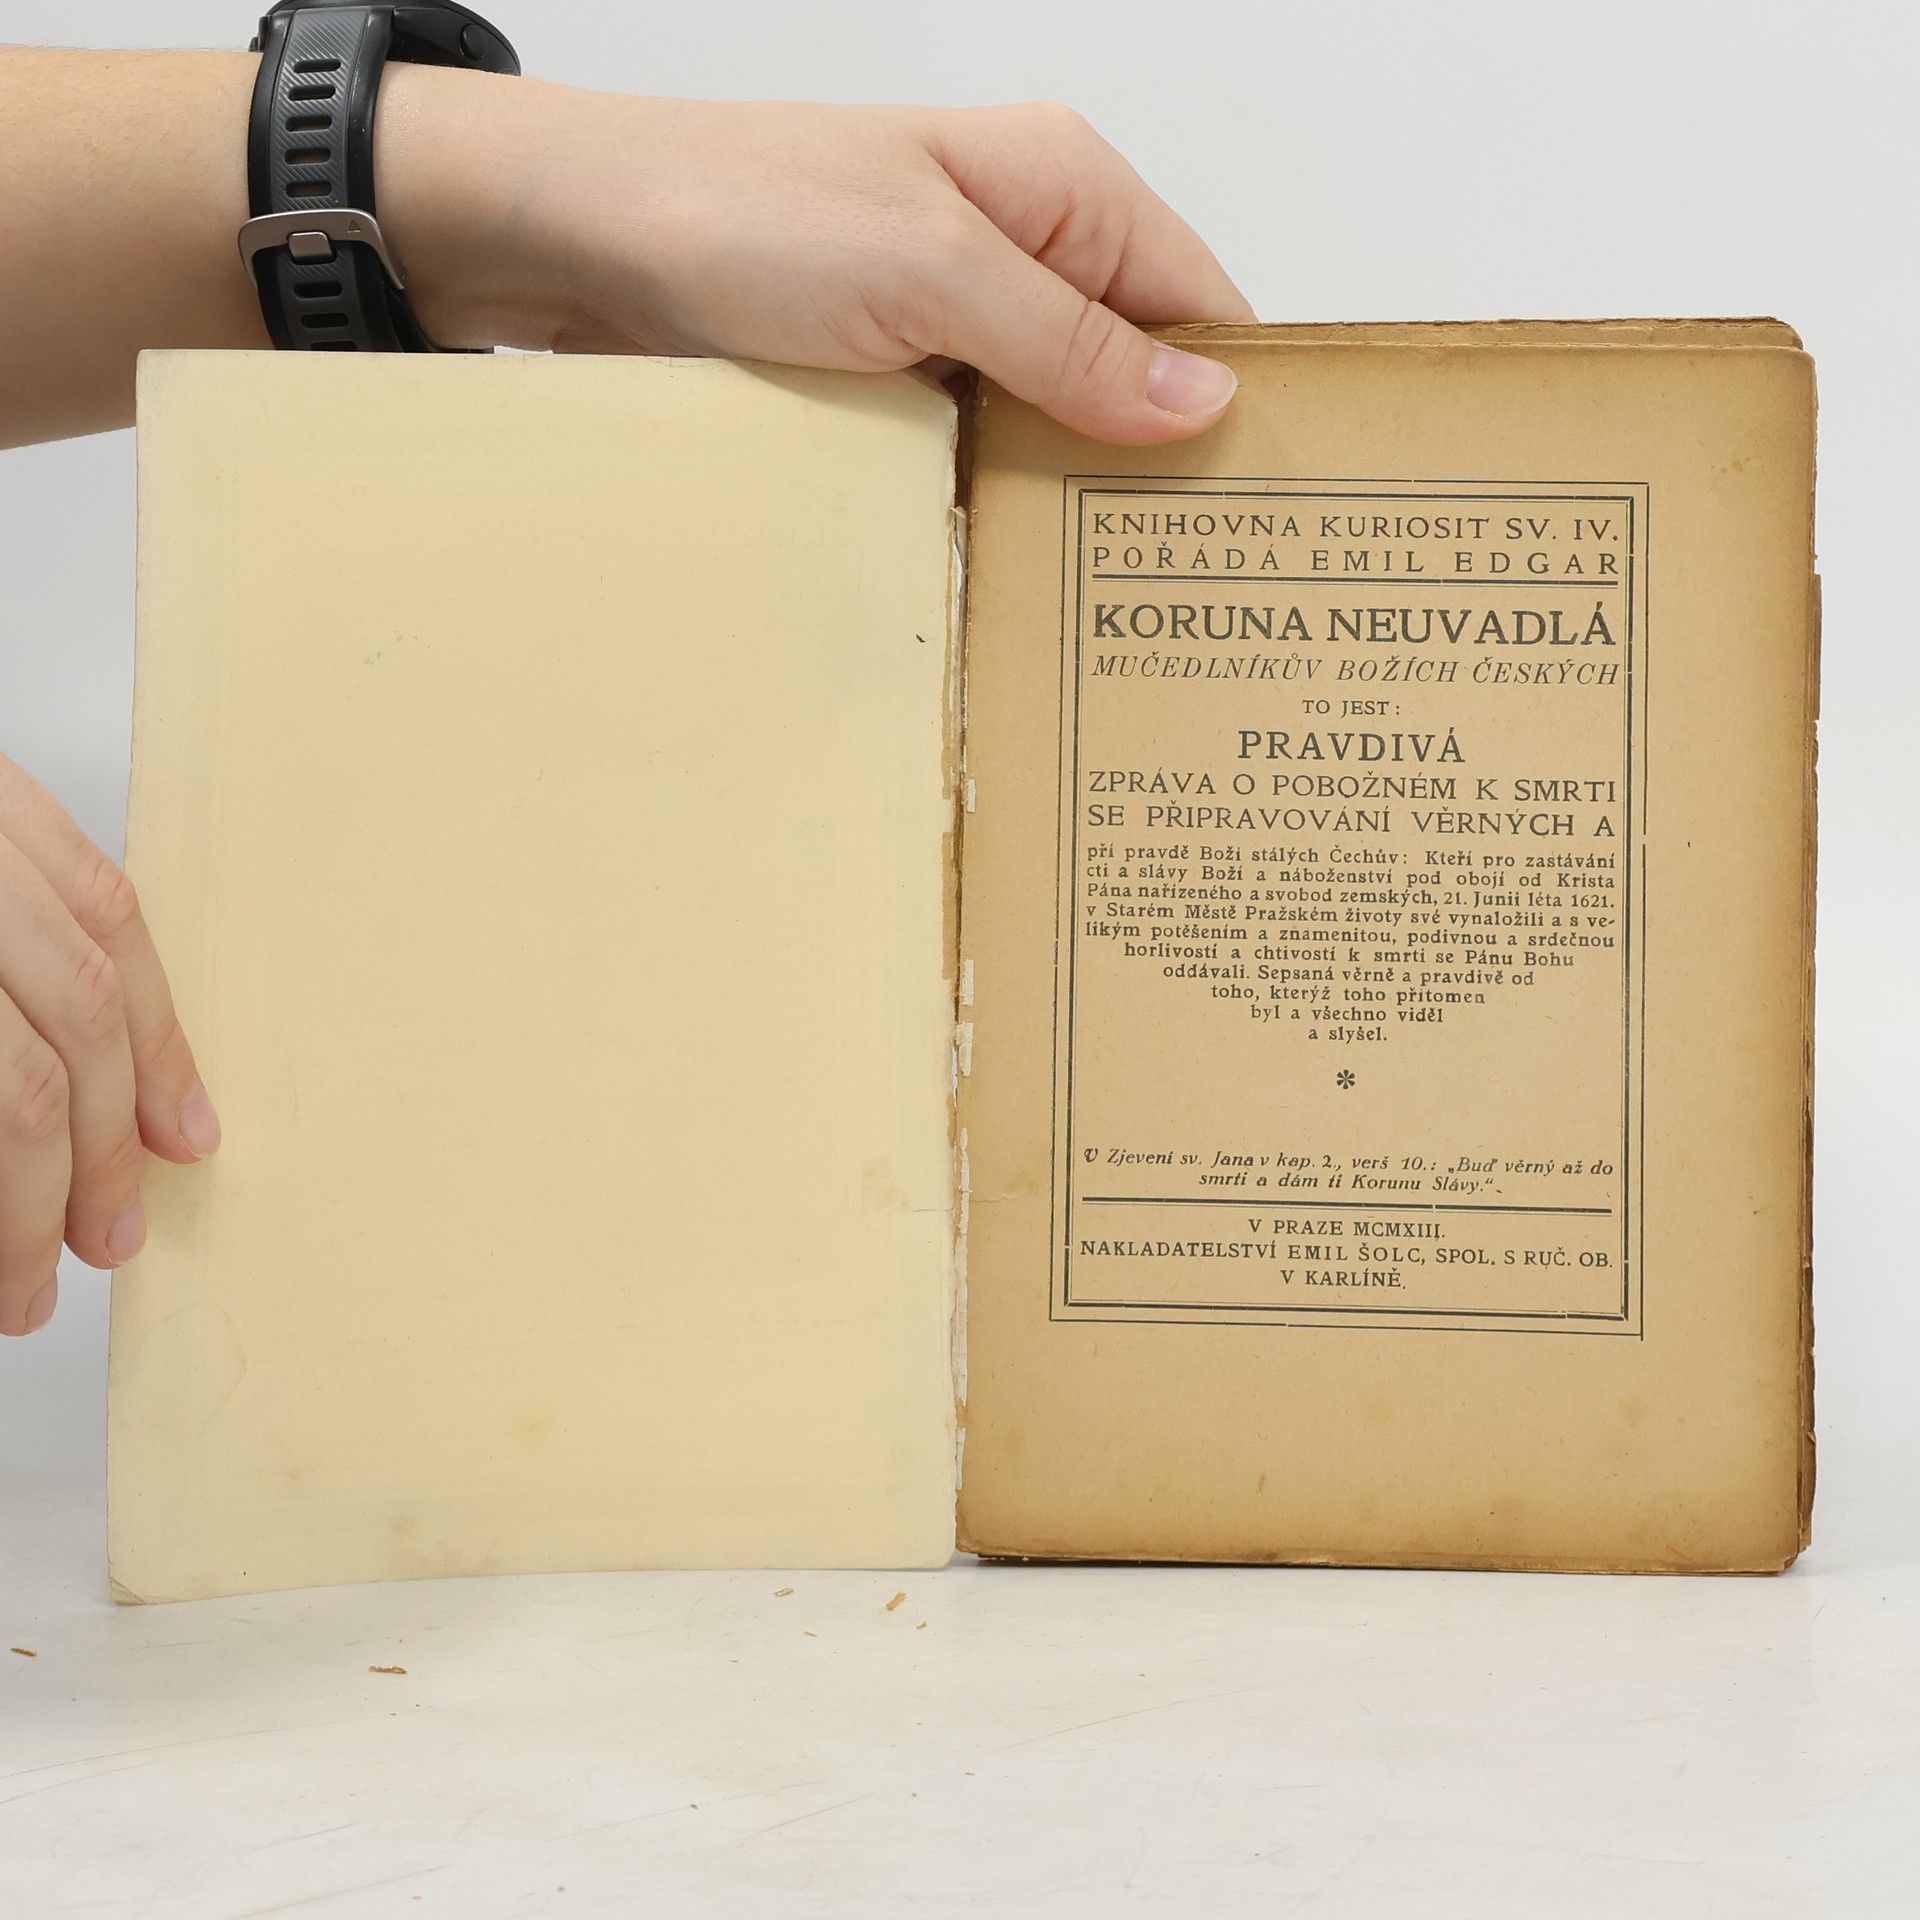 KNIHOVNA KURIOSIT SV. IV.
POŘÁDÁ EMIL EDGAR
KORUNA NEUVADLÁ
MUČEDLNÍKŮV BOŽÍCH ČESKÝCH
TO JEST:
PRAVDIVÁ
ZPRÁVA O POBOŽNÉM K SMRTI
SE PŘIPRAVOVÁNÍ VĚRNÝCH A
při pravdě Boží stálých Čechův: Kteří pro zastávání
cti a slávy Boží a náboženství pod obojí od Krista
Pána nařízeného a svobod zemských, 21. Junii léta 1621.
v Starém Městě Pražském životy své vynaložili a s ve-
likým potěšením a znamenitou, podivnou a srdečnou
horlivostí a chtivostí k smrti se Pánu Bohu
oddávali. Sepsaná věrně a pravdivě od
toho, kterýž toho přítomen
byl a všechno viděl
a slyšel.
*
V Zjevení sv. Jana v kap. 2., verš 10.: „Buď věrný až do
smrti a dám ti Korunu Slávy.“
V PRAZE MCMXIII.
NAKLADATELSTVÍ EMIL ŠOLC, SPOL. S RUČ. OB.
V KARLÍNĚ.